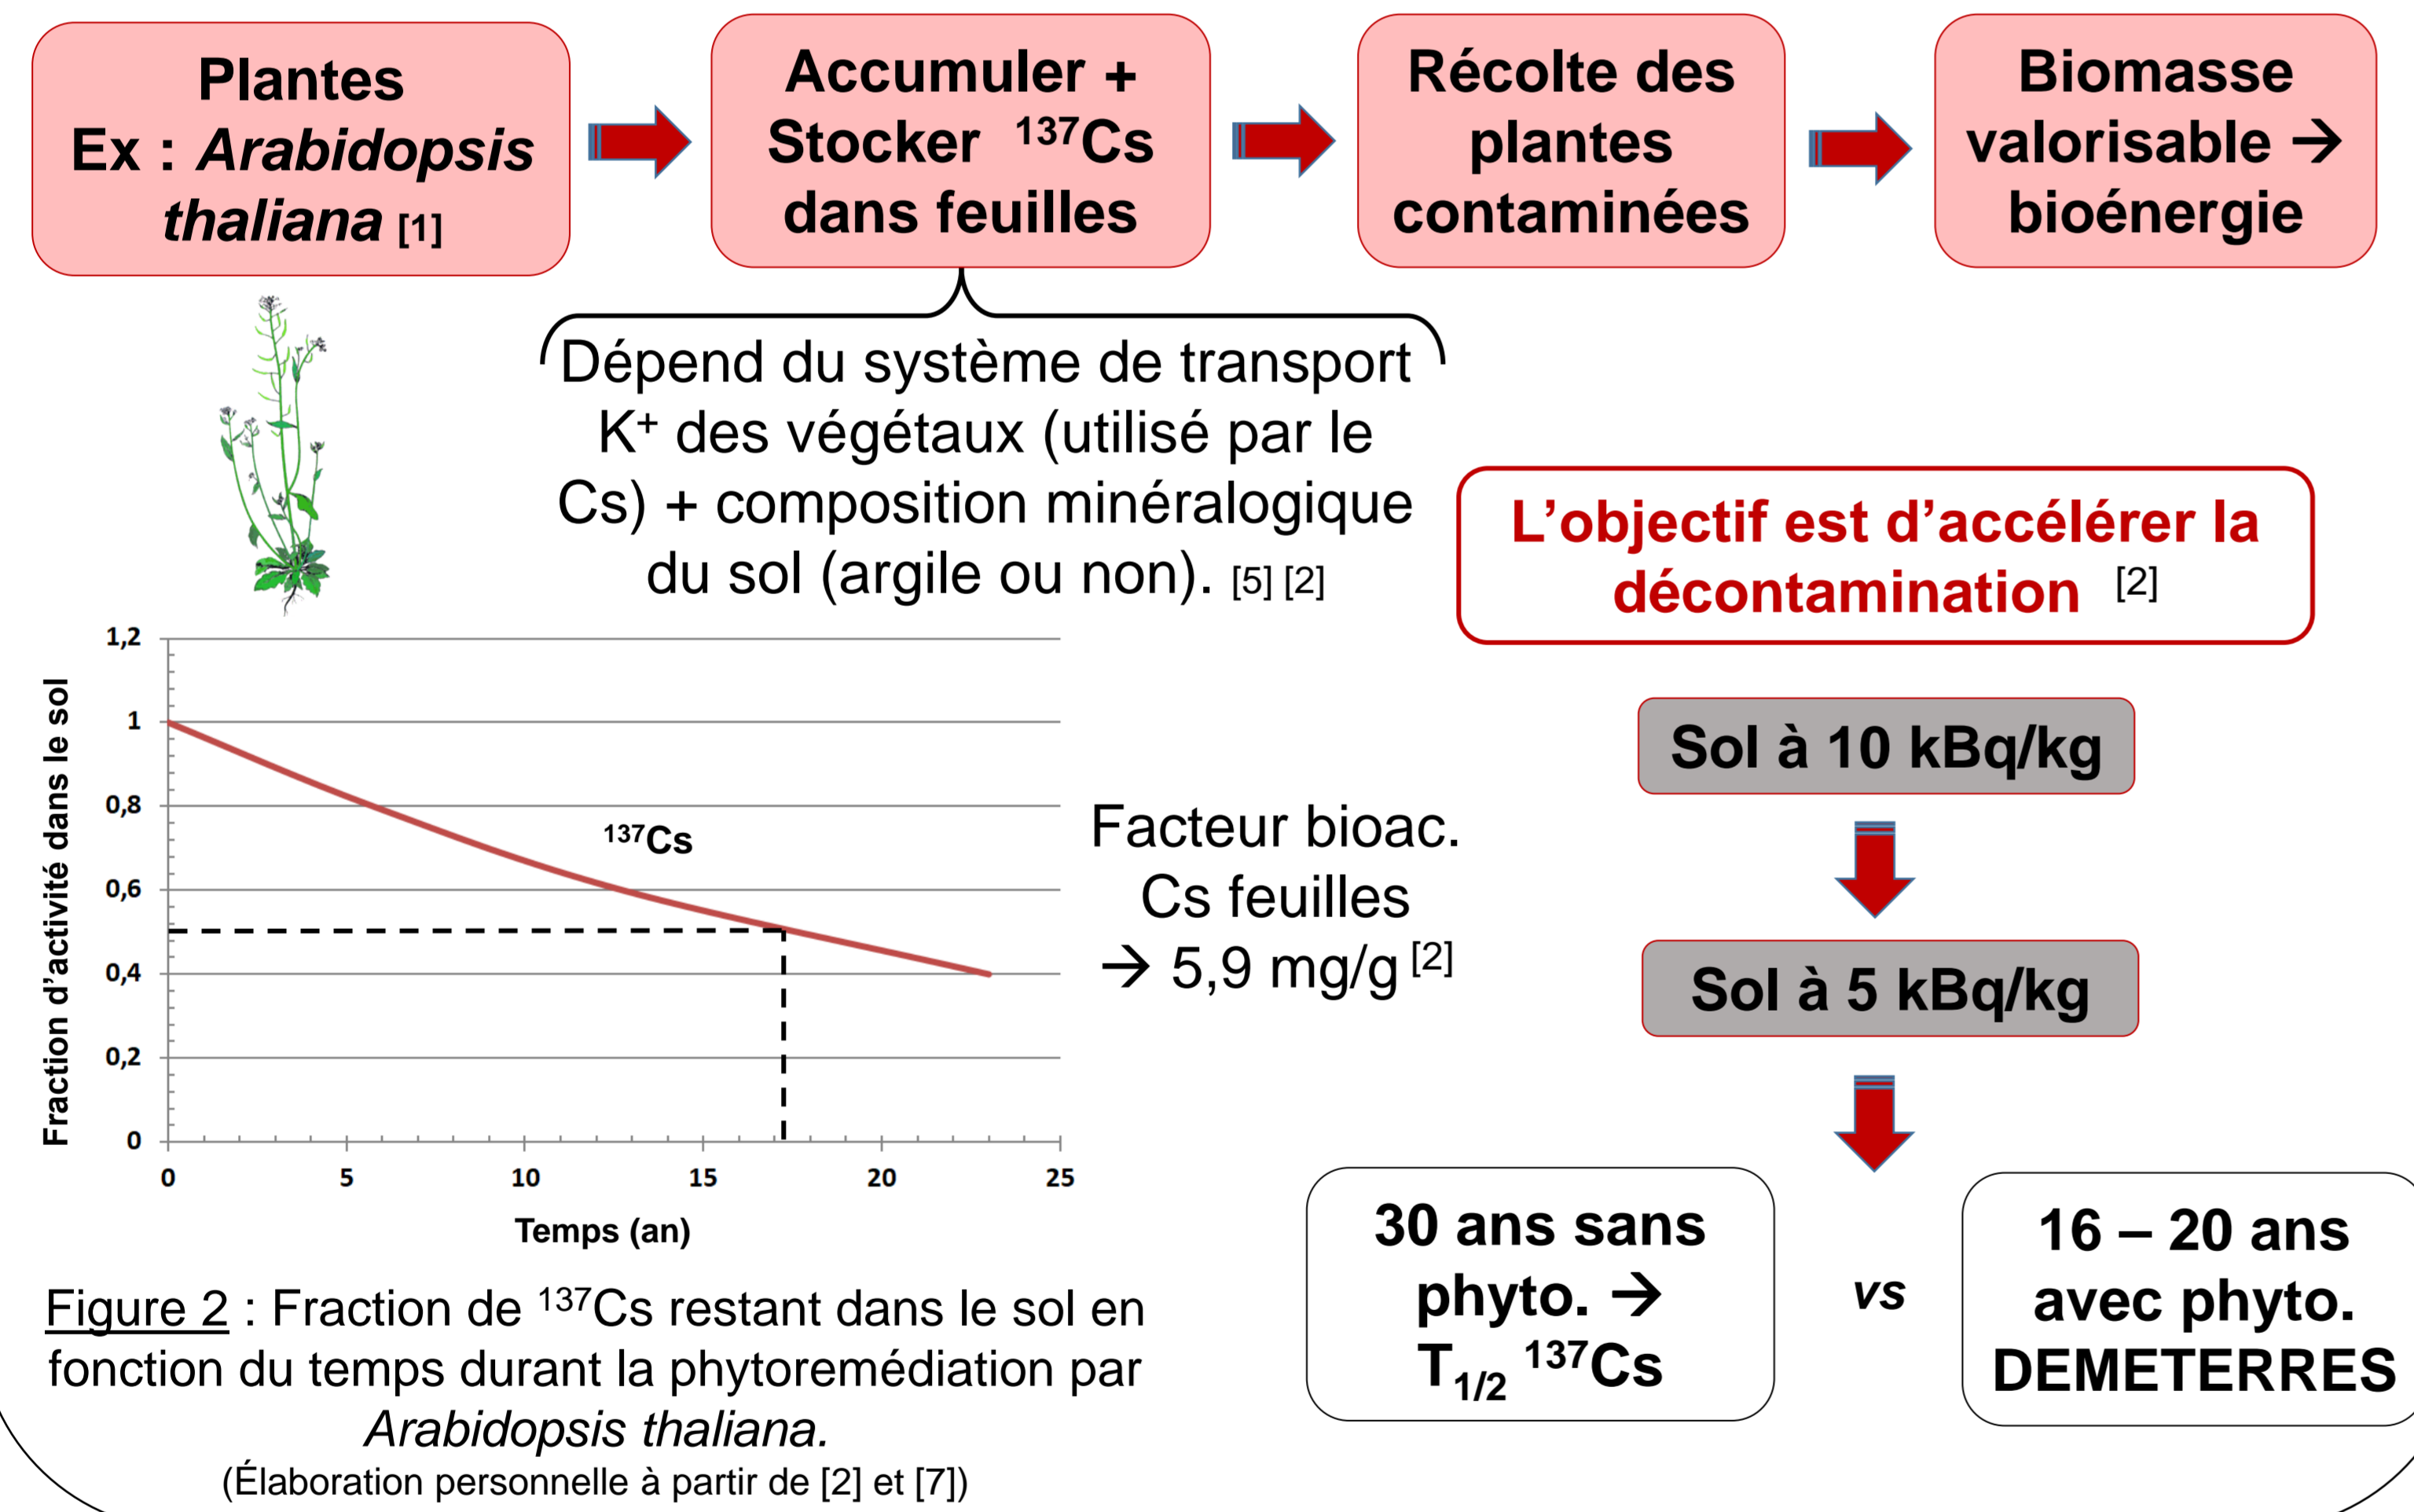 Plantes
Ex : Arabidopsis
thaliana [1]
Accumuler +
Stocker ¹³⁷Cs
dans feuilles
Récolte des
plantes
contaminées
Biomasse
valorisable →
bioénergie
Dépend du système de transport
K⁺ des végétaux (utilisé par le
Cs) + composition minéralogique
du sol (argile ou non). [5] [2]
L’objectif est d’accélérer la
décontamination [2]
Fraction d’activité dans le sol
1,2
1
0,8
0,6
0,4
0,2
0
¹³⁷Cs
0 5 10 15 20 25
Temps (an)
Facteur bioac.
Cs feuilles
→ 5,9 mg/g [2]
Sol à 10 kBq/kg
Sol à 5 kBq/kg
30 ans sans
phyto. →
T₁/₂ ¹³⁷Cs
vs
16 – 20 ans
avec phyto.
DEMETERRES
Figure 2 : Fraction de ¹³⁷Cs restant dans le sol en
fonction du temps durant la phytoremédiation par
Arabidopsis thaliana.
(Élaboration personnelle à partir de [2] et [7])